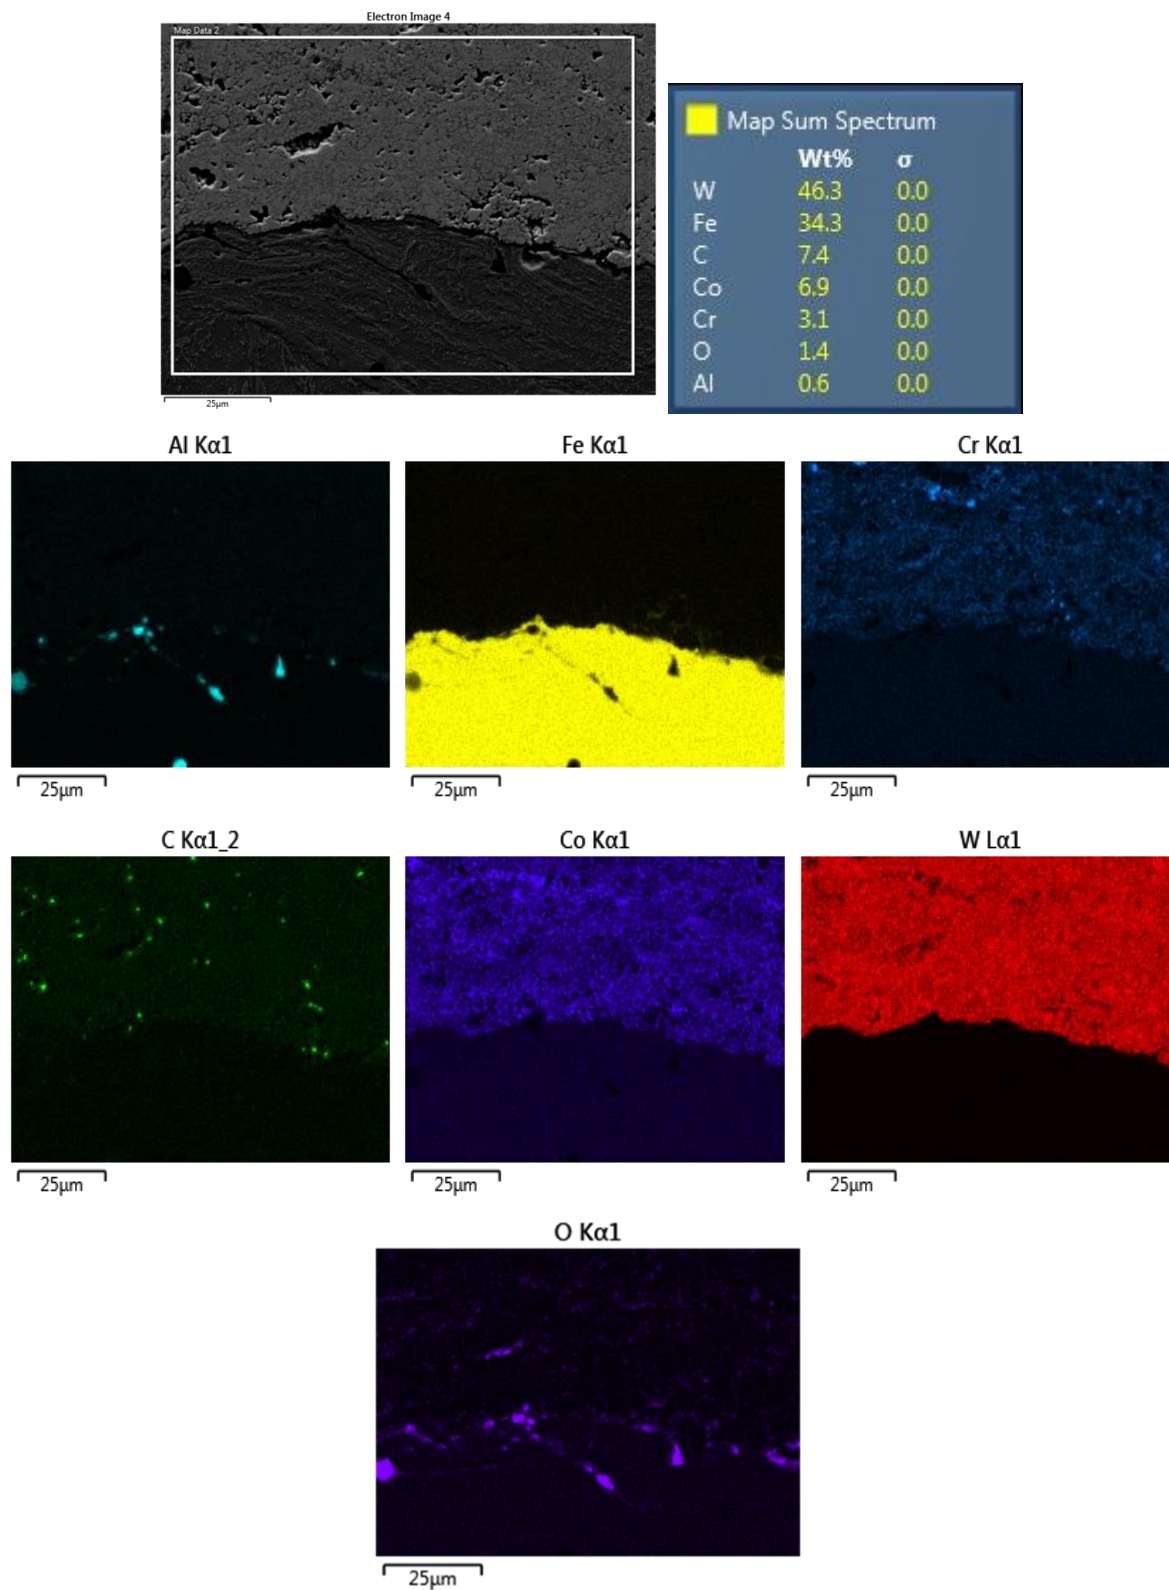 Electron Image 4
Map Data 2
25µm
Map Sum Spectrum
Wt% σ
W 46.3 0.0
Fe 34.3 0.0
C 7.4 0.0
Co 6.9 0.0
Cr 3.1 0.0
O 1.4 0.0
Al 0.6 0.0
Al Kα1 Fe Kα1 Cr Kα1
25µm 25µm 25µm
C Kα1_2 Co Kα1 W Lα1
25µm 25µm 25µm
O Kα1
25µm